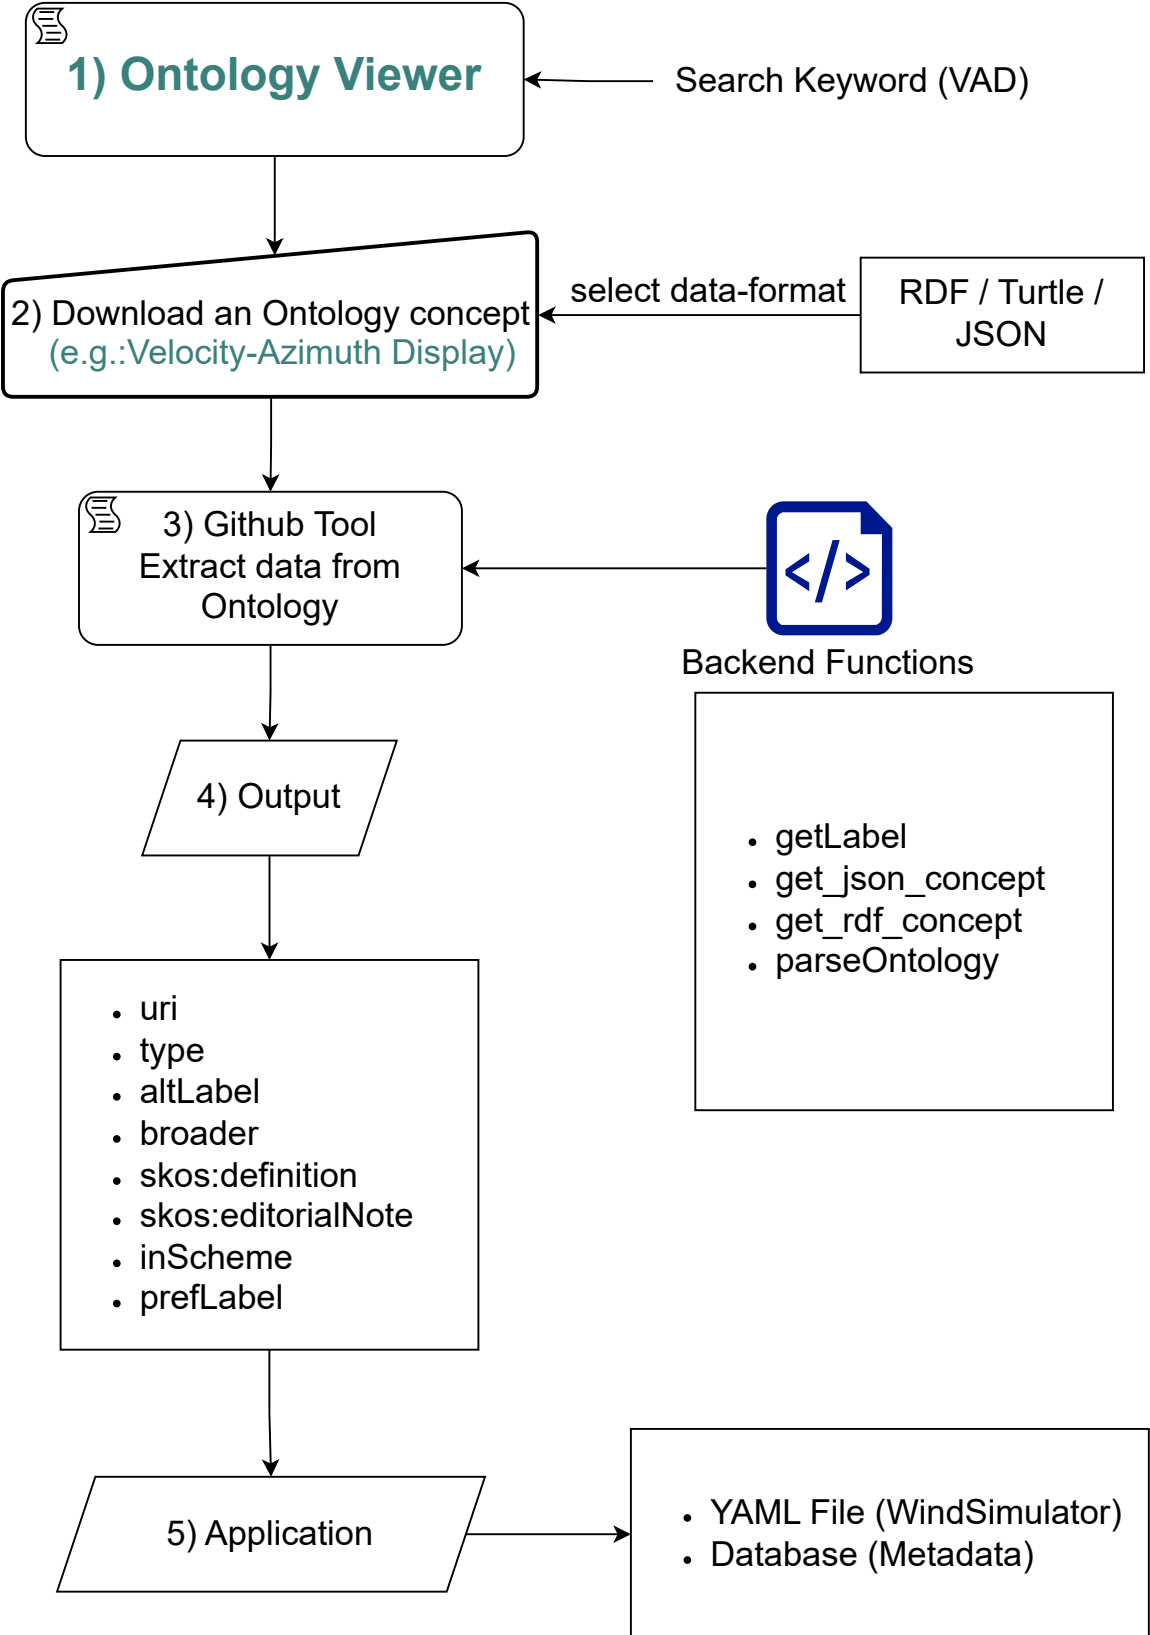 1) Ontology Viewer
Search Keyword (VAD)
2) Download an Ontology concept
(e.g.:Velocity-Azimuth Display)
select data-format
RDF / Turtle /
JSON
3) Github Tool
Extract data from
Ontology
</>
Backend Functions
4) Output
• getLabel
• get_json_concept
• get_rdf_concept
• parseOntology
• uri
• type
• altLabel
• broader
• skos:definition
• skos:editorialNote
• inScheme
• prefLabel
5) Application
• YAML File (WindSimulator)
• Database (Metadata)